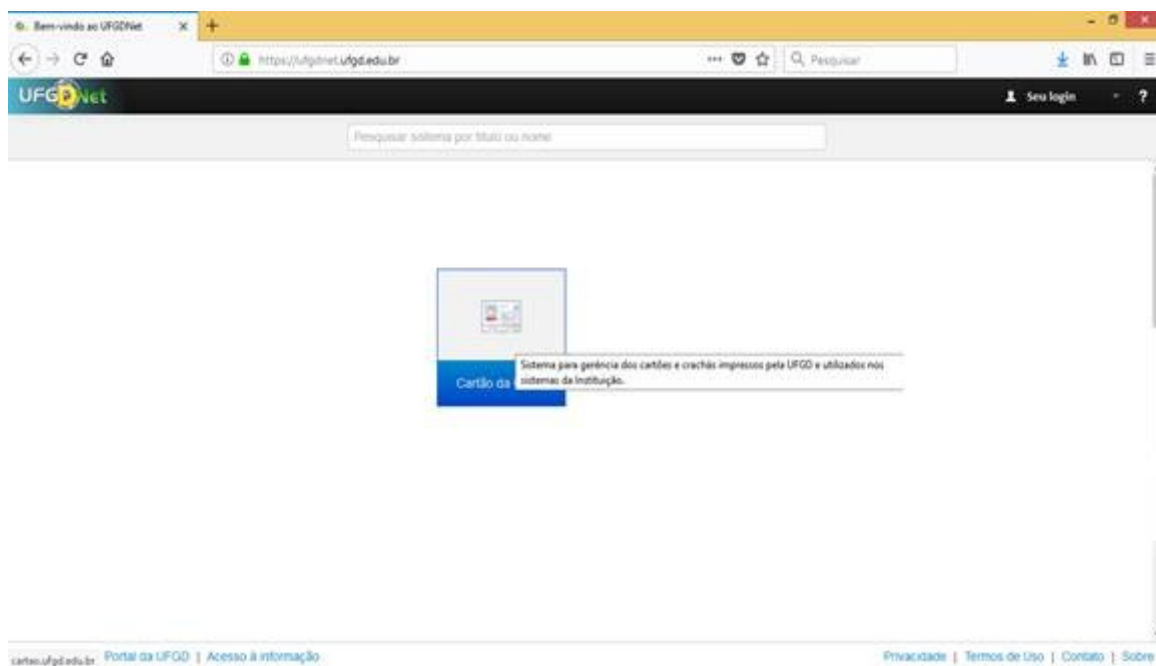 Bem-vindo ao UFGDNet
https://ufgdnet.ufgd.edu.br
Pesquisar
UFGDNet
Seu login
?
Pesquisar sistema por título ou nome
Cartão da
Sistema para gerência dos cartões e crachás impressos pela UFGD e utilizados nos
sistemas da Instituição.
cartao.ufgd.edu.br
Portal da UFGD | Acesso à informação
Privacidade | Termos de Uso | Contato | Sobre